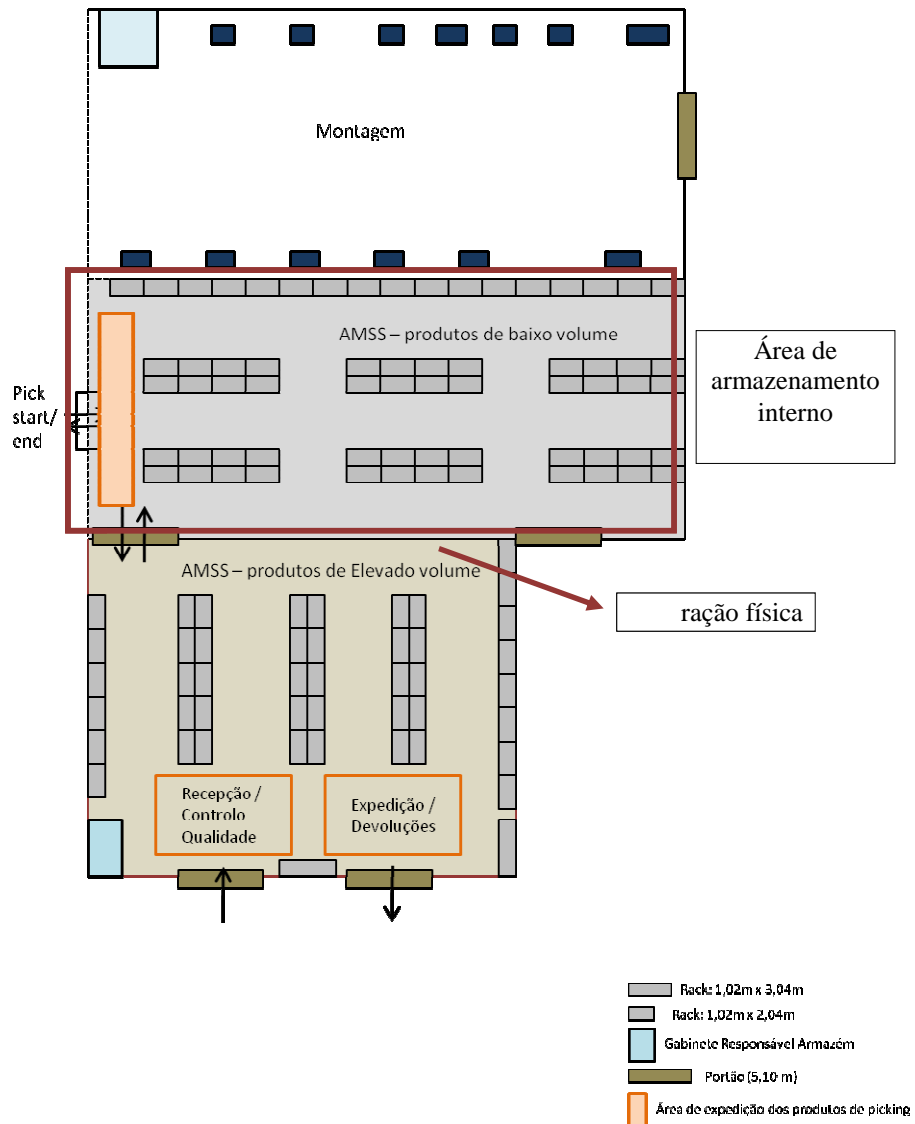 Montagem
AMSS – produtos de baixo volume
Área de
armazenamento
interno
Pick
start/
end
AMSS – produtos de Elevado volume
ração física
Recepção /
Controlo
Qualidade
Expedição /
Devoluções
Rack: 1,02m x 3,04m
Rack: 1,02m x 2,04m
Gabinete Responsável Armazém
Portão (5,10 m)
Área de expedição dos produtos de picking